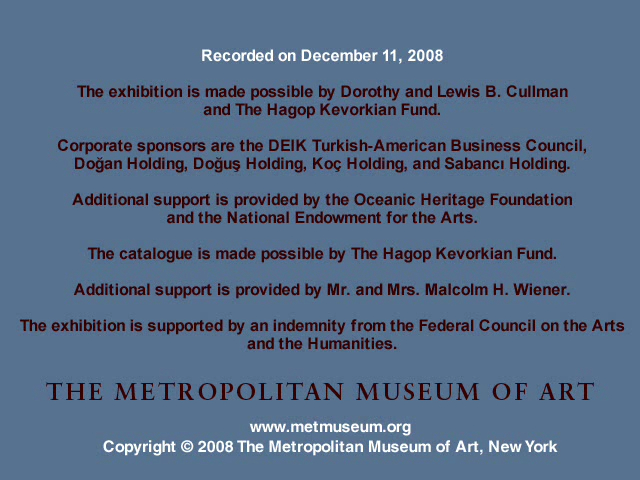 Recorded on December 11, 2008
The exhibition is made possible by Dorothy and Lewis B. Cullman
and The Hagop Kevorkian Fund.
Corporate sponsors are the DEIK Turkish-American Business Council,
Doğan Holding, Doğuş Holding, Koç Holding, and Sabancı Holding.
Additional support is provided by the Oceanic Heritage Foundation
and the National Endowment for the Arts.
The catalogue is made possible by The Hagop Kevorkian Fund.
Additional support is provided by Mr. and Mrs. Malcolm H. Wiener.
The exhibition is supported by an indemnity from the Federal Council on the Arts
and the Humanities.
THE METROPOLITAN MUSEUM OF ART
www.metmuseum.org
Copyright © 2008 The Metropolitan Museum of Art, New York